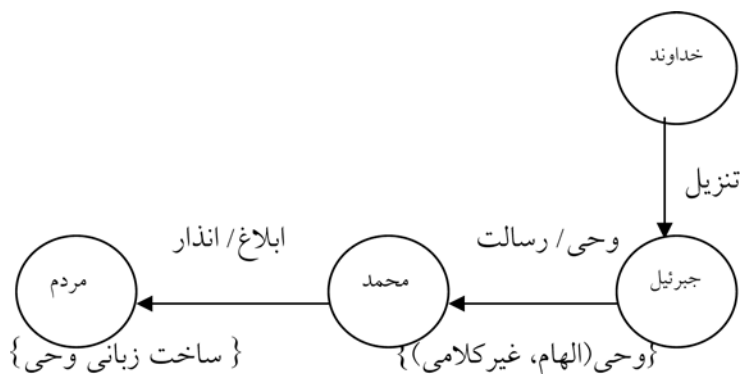 خداوند
تنزیل
ابلاغ/ انذار
وحی/ رسالت
جبرئیل
محمد
مردم
{وحی(الهام، غیرکلامی)}
{ ساخت زبانی وحی}